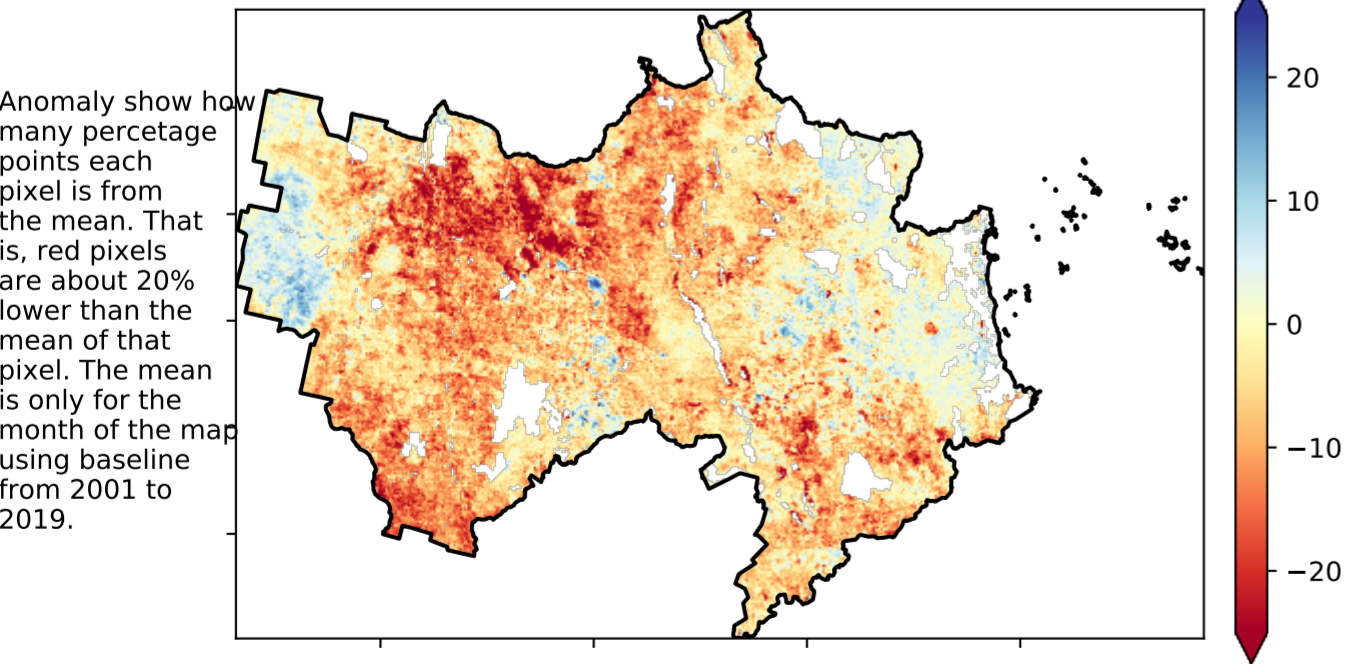 Anomaly show how
many percetage
points each
pixel is from
the mean. That
is, red pixels
are about 20%
lower than the
mean of that
pixel. The mean
is only for the
month of the map
using baseline
from 2001 to
2019.
20
10
0
−10
−20